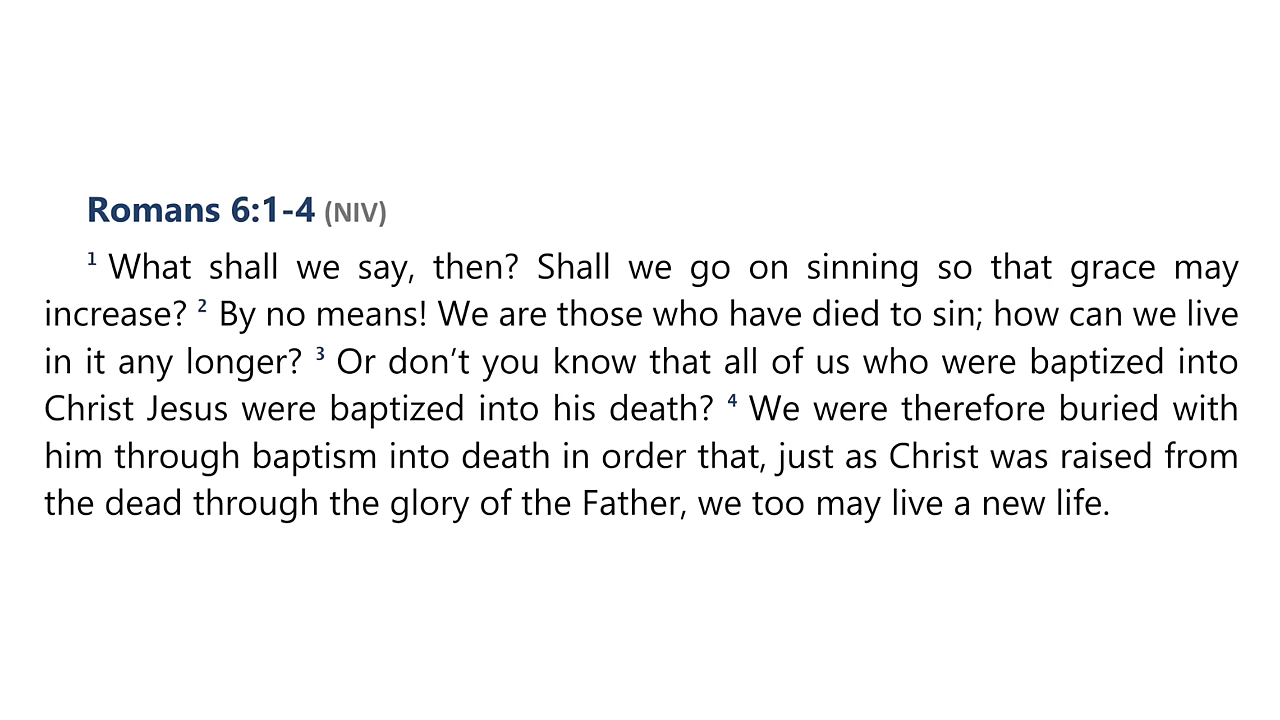 Romans 6:1-4 (NIV)
¹ What shall we say, then? Shall we go on sinning so that grace may
increase? ² By no means! We are those who have died to sin; how can we live
in it any longer? ³ Or don’t you know that all of us who were baptized into
Christ Jesus were baptized into his death? ⁴ We were therefore buried with
him through baptism into death in order that, just as Christ was raised from
the dead through the glory of the Father, we too may live a new life.